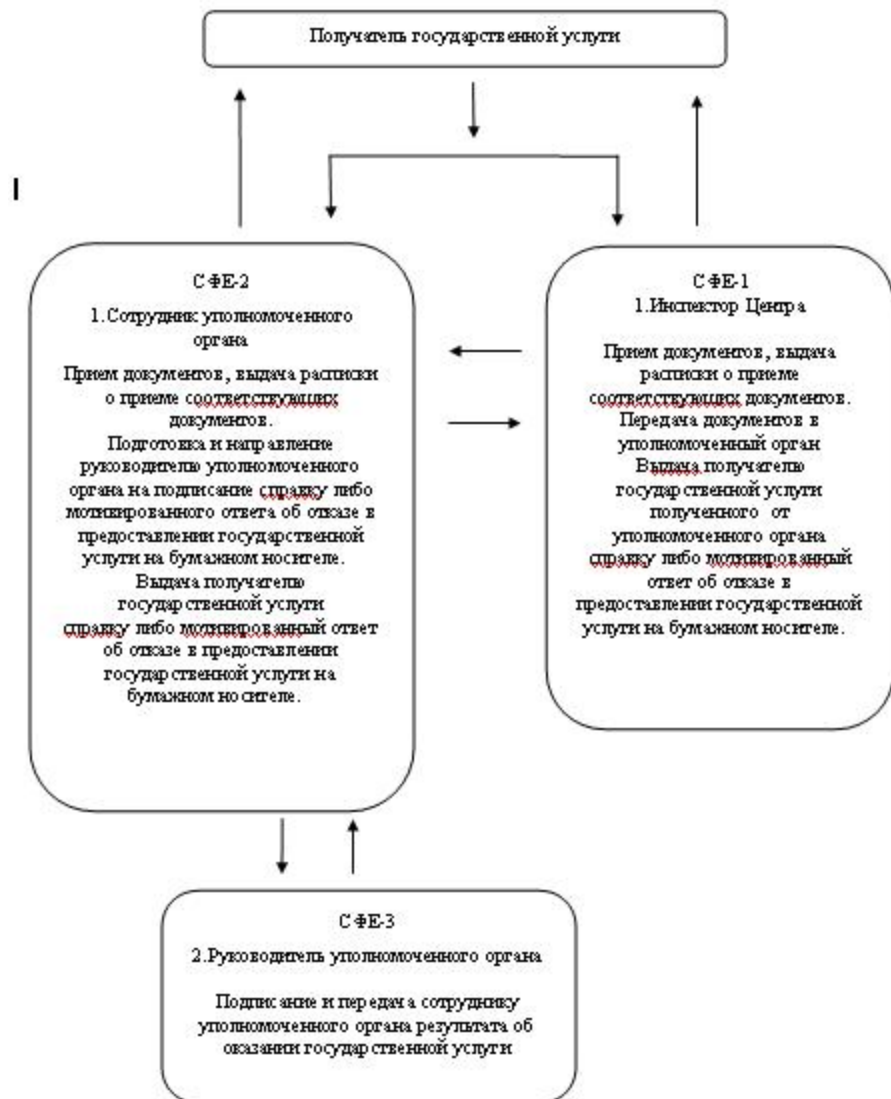 Получатель государственной услуги
СФЕ-2
1.Сотрудник уполномоченного
органа
Прием документов, выдача расписки
о приеме соответствующих
документов.
Подготовка и направление
руководителю уполномоченного
органа на подписание справку либо
мотивированного ответа об отказе в
предоставлении государственной
услуги на бумажном носителе.
Выдача получателю
государственной услуги
справку либо мотивированный ответ
об отказе в предоставлении
государственной услуги на
бумажном носителе.
СФЕ-1
1.Инспектор Центра
Прием документов, выдача
расписки о приеме
соответствующих документов.
Передача документов в
уполномоченный орган
Выдача получателю
государственной услуги
полученного от
уполномоченного органа
справку либо мотивированный
ответ об отказе в
предоставлении государственной
услуги на бумажном носителе.
СФЕ-3
2.Руководитель уполномоченного органа
Подписание и передача сотруднику
уполномоченного органа результата об
оказании государственной услуги